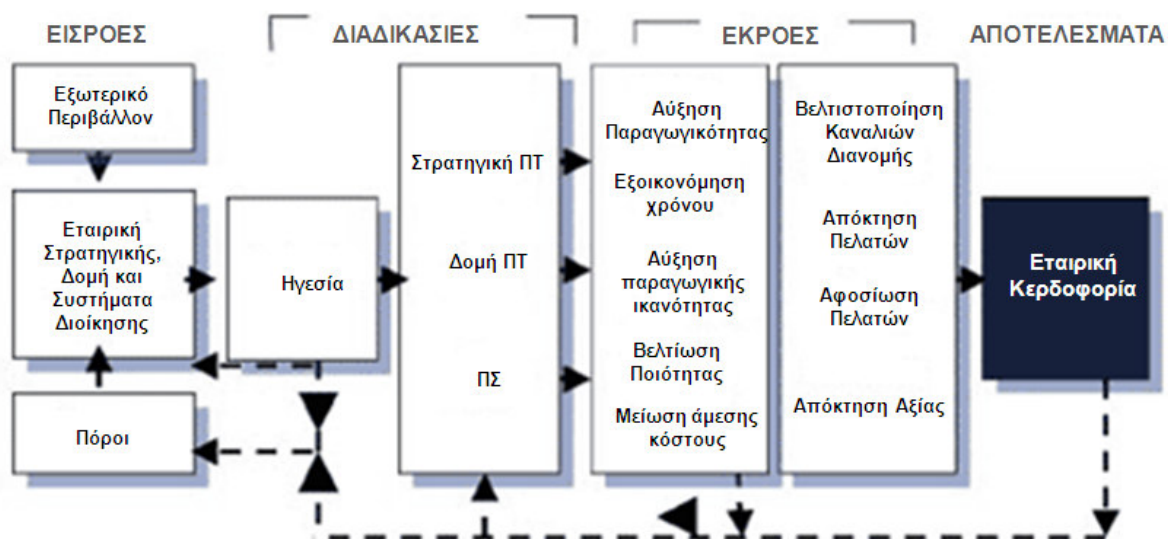 ΕΙΣΡΟΕΣ
ΔΙΑΔΙΚΑΣΙΕΣ
ΕΚΡΟΕΣ
ΑΠΟΤΕΛΕΣΜΑΤΑ
Εξωτερικό
Περιβάλλον
Εταιρική
Στρατηγικής,
Δομή και
Συστήματα
Διοίκησης
Πόροι
Ηγεσία
Στρατηγική ΠΤ
Δομή ΠΤ
ΠΣ
Αύξηση
Παραγωγικότητας
Εξοικονόμηση
χρόνου
Αύξηση
παραγωγικής
ικανότητας
Βελτίωση
Ποιότητας
Μείωση άμεσης
κόστους
Βελτιστοποίηση
Καναλιών
Διανομής
Απόκτηση
Πελατών
Αφοσίωση
Πελατών
Απόκτηση Αξίας
Εταιρική
Κερδοφορία